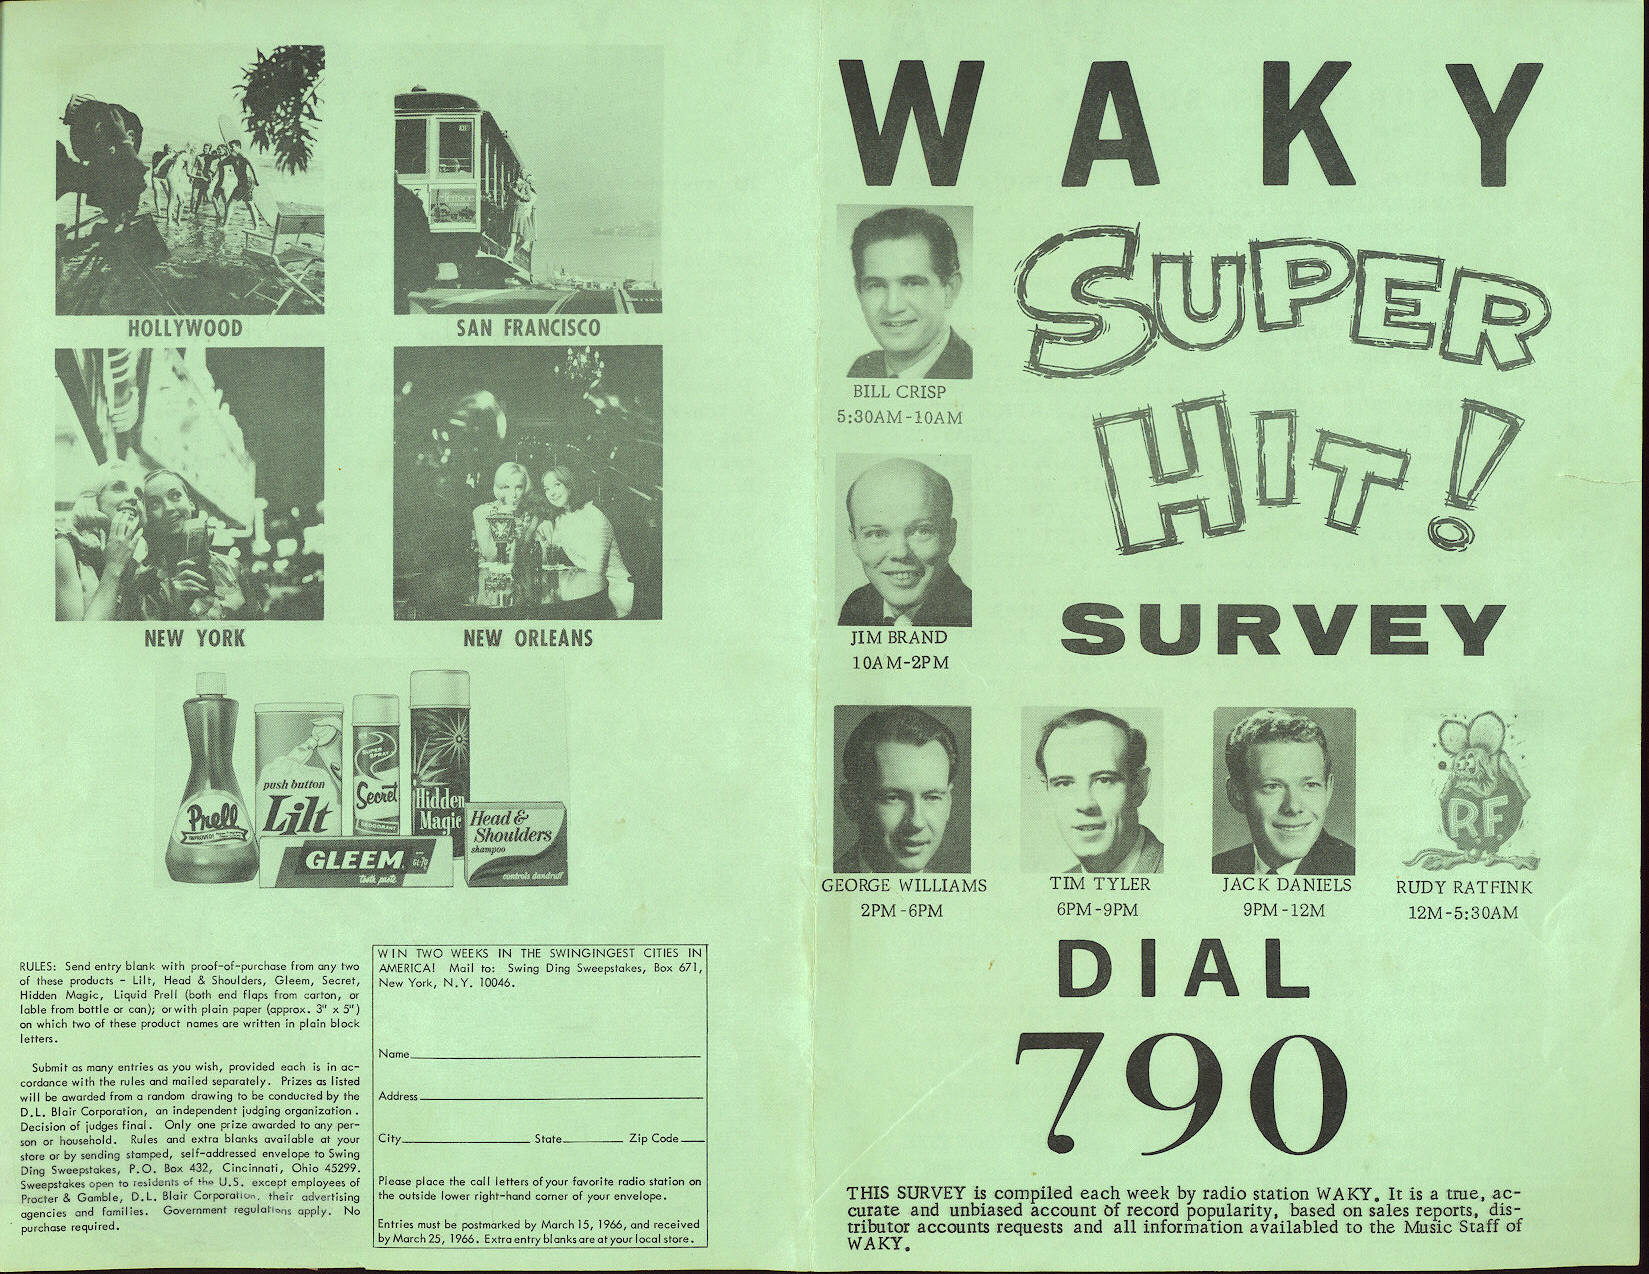 HOLLYWOOD
SAN FRANCISCO
NEW YORK
NEW ORLEANS
Prell
IMPROVED!
push button
Lilt
SUPER SPRAY
Secret
DEODORANT
Hidden
Magic
GLEEM
GL-70
Tooth paste
Head &
Shoulders
shampoo
controls dandruff
RULES: Send entry blank with proof-of-purchase from any two
of these products - Lilt, Head & Shoulders, Gleem, Secret,
Hidden Magic, Liquid Prell (both end flaps from carton, or
lable from bottle or can); or with plain paper (approx. 3" x 5")
on which two of these product names are written in plain block
letters.
Submit as many entries as you wish, provided each is in ac-
cordance with the rules and mailed separately. Prizes as listed
will be awarded from a random drawing to be conducted by the
D.L. Blair Corporation, an independent judging organization.
Decision of judges final. Only one prize awarded to any per-
son or household. Rules and extra blanks available at your
store or by sending stamped, self-addressed envelope to Swing
Ding Sweepstakes, P.O. Box 432, Cincinnati, Ohio 45299.
Sweepstakes open to residents of the U.S. except employees of
Procter & Gamble, D.L. Blair Corporation, their advertising
agencies and families. Government regulations apply. No
purchase required.
WIN TWO WEEKS IN THE SWINGINGEST CITIES IN
AMERICA! Mail to: Swing Ding Sweepstakes, Box 671,
New York, N.Y. 10046.
Name
Address
City State Zip Code
Please place the call letters of your favorite radio station on
the outside lower right-hand corner of your envelope.
Entries must be postmarked by March 15, 1966, and received
by March 25, 1966. Extra entry blanks are at your local store.
WAKY
SUPER
HIT!
SURVEY
BILL CRISP
5:30AM-10AM
JIM BRAND
10AM-2PM
GEORGE WILLIAMS
2PM-6PM
TIM TYLER
6PM-9PM
JACK DANIELS
9PM-12M
R.F.
RUDY RATFINK
12M-5:30AM
DIAL
790
THIS SURVEY is compiled each week by radio station WAKY. It is a true, ac-
curate and unbiased account of record popularity, based on sales reports, dis-
tributor accounts requests and all information availabled to the Music Staff of
WAKY.